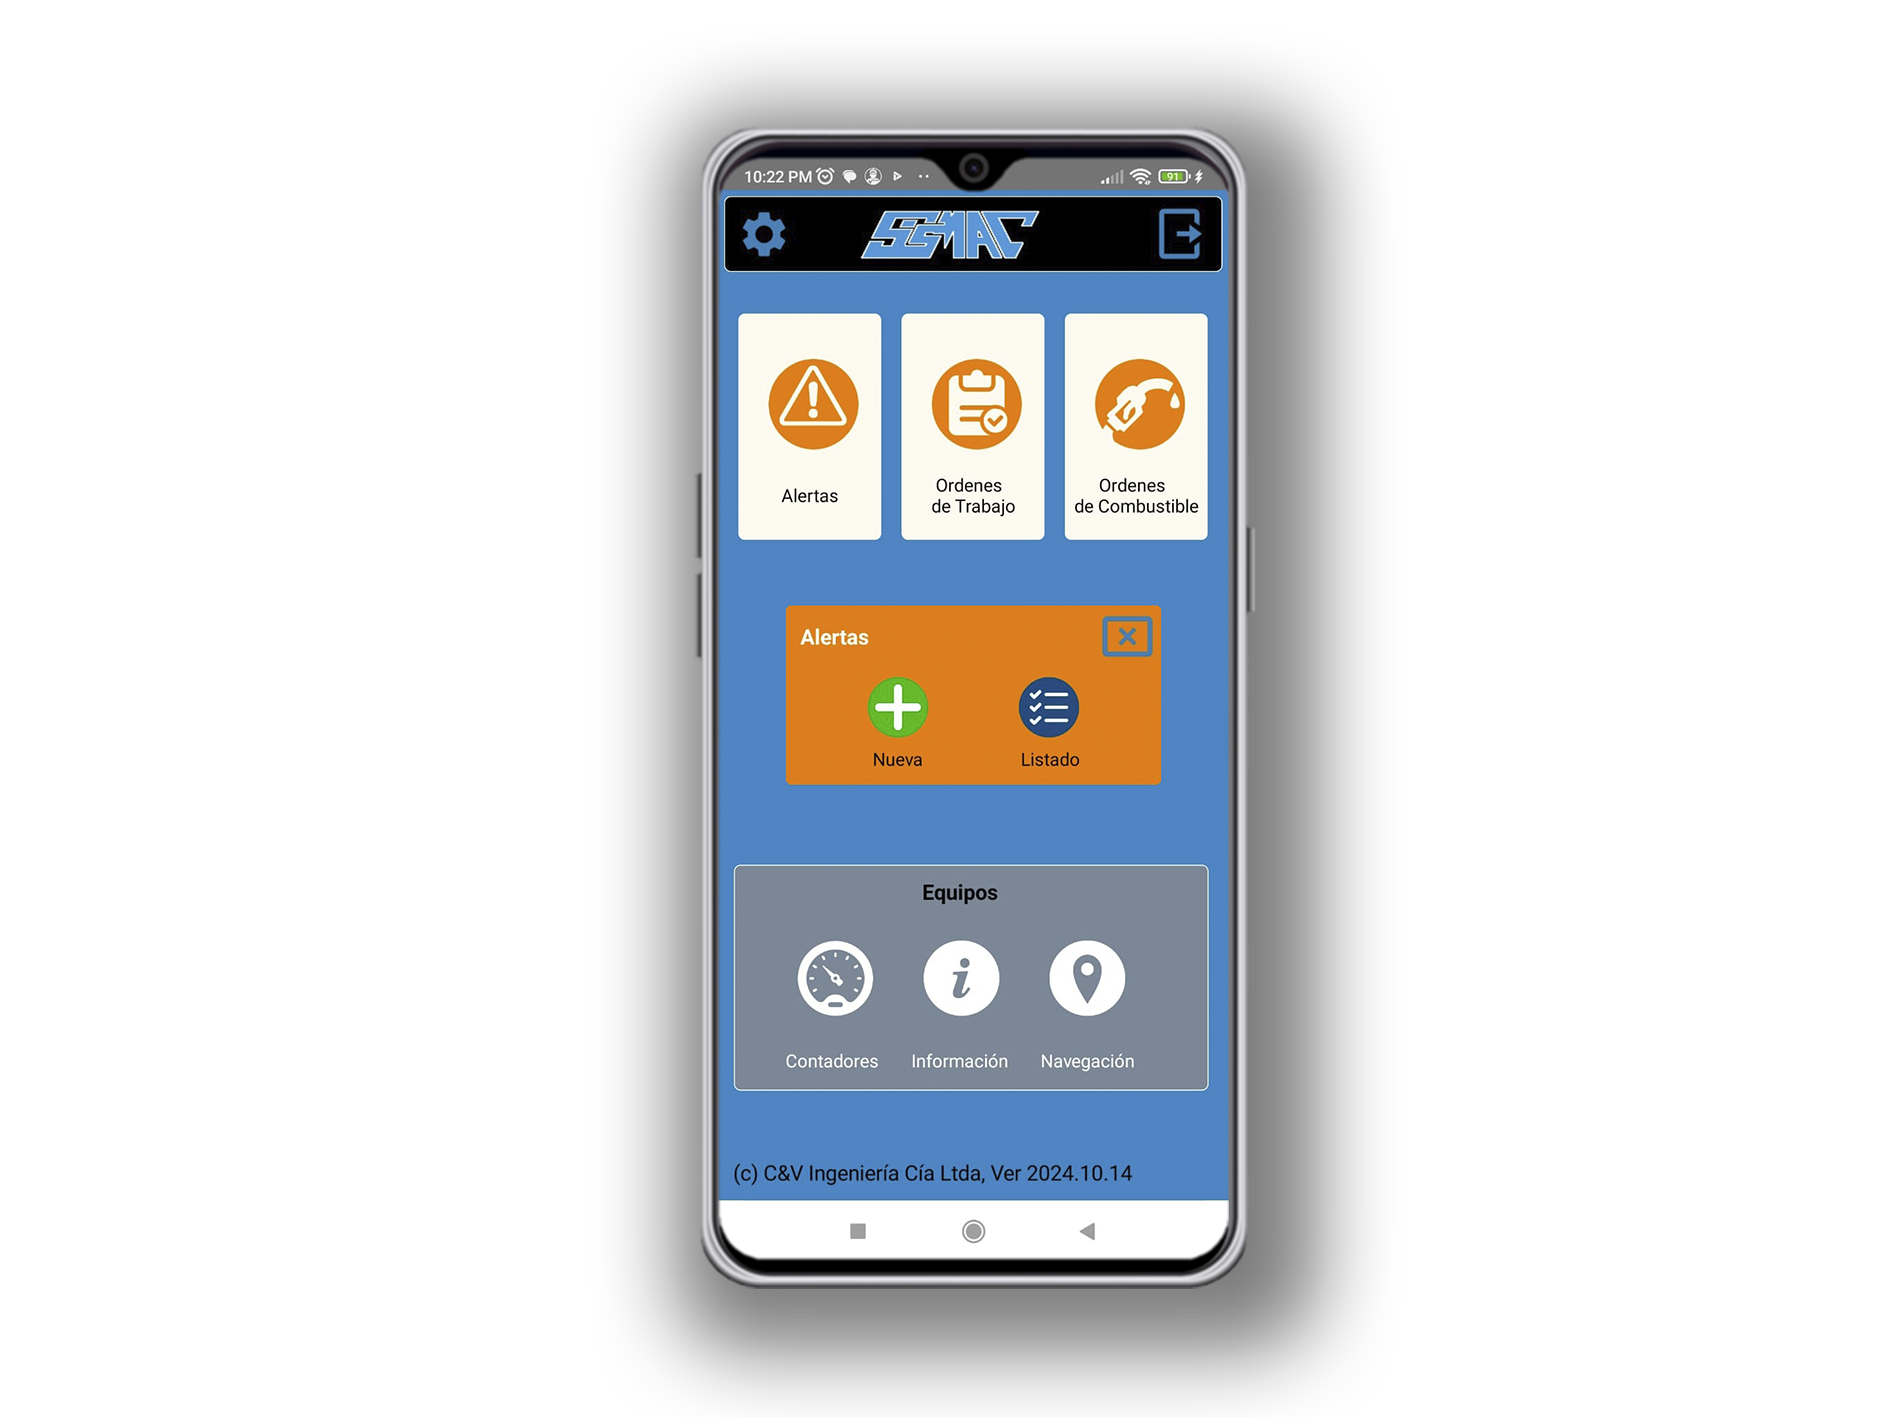 10:22 PM
91
SIGMAC
Alertas
Ordenes
de Trabajo
Ordenes
de Combustible
Alertas
Nueva
Listado
Equipos
i
Contadores
Información
Navegación
(c) C&V Ingeniería Cía Ltda, Ver 2024.10.14